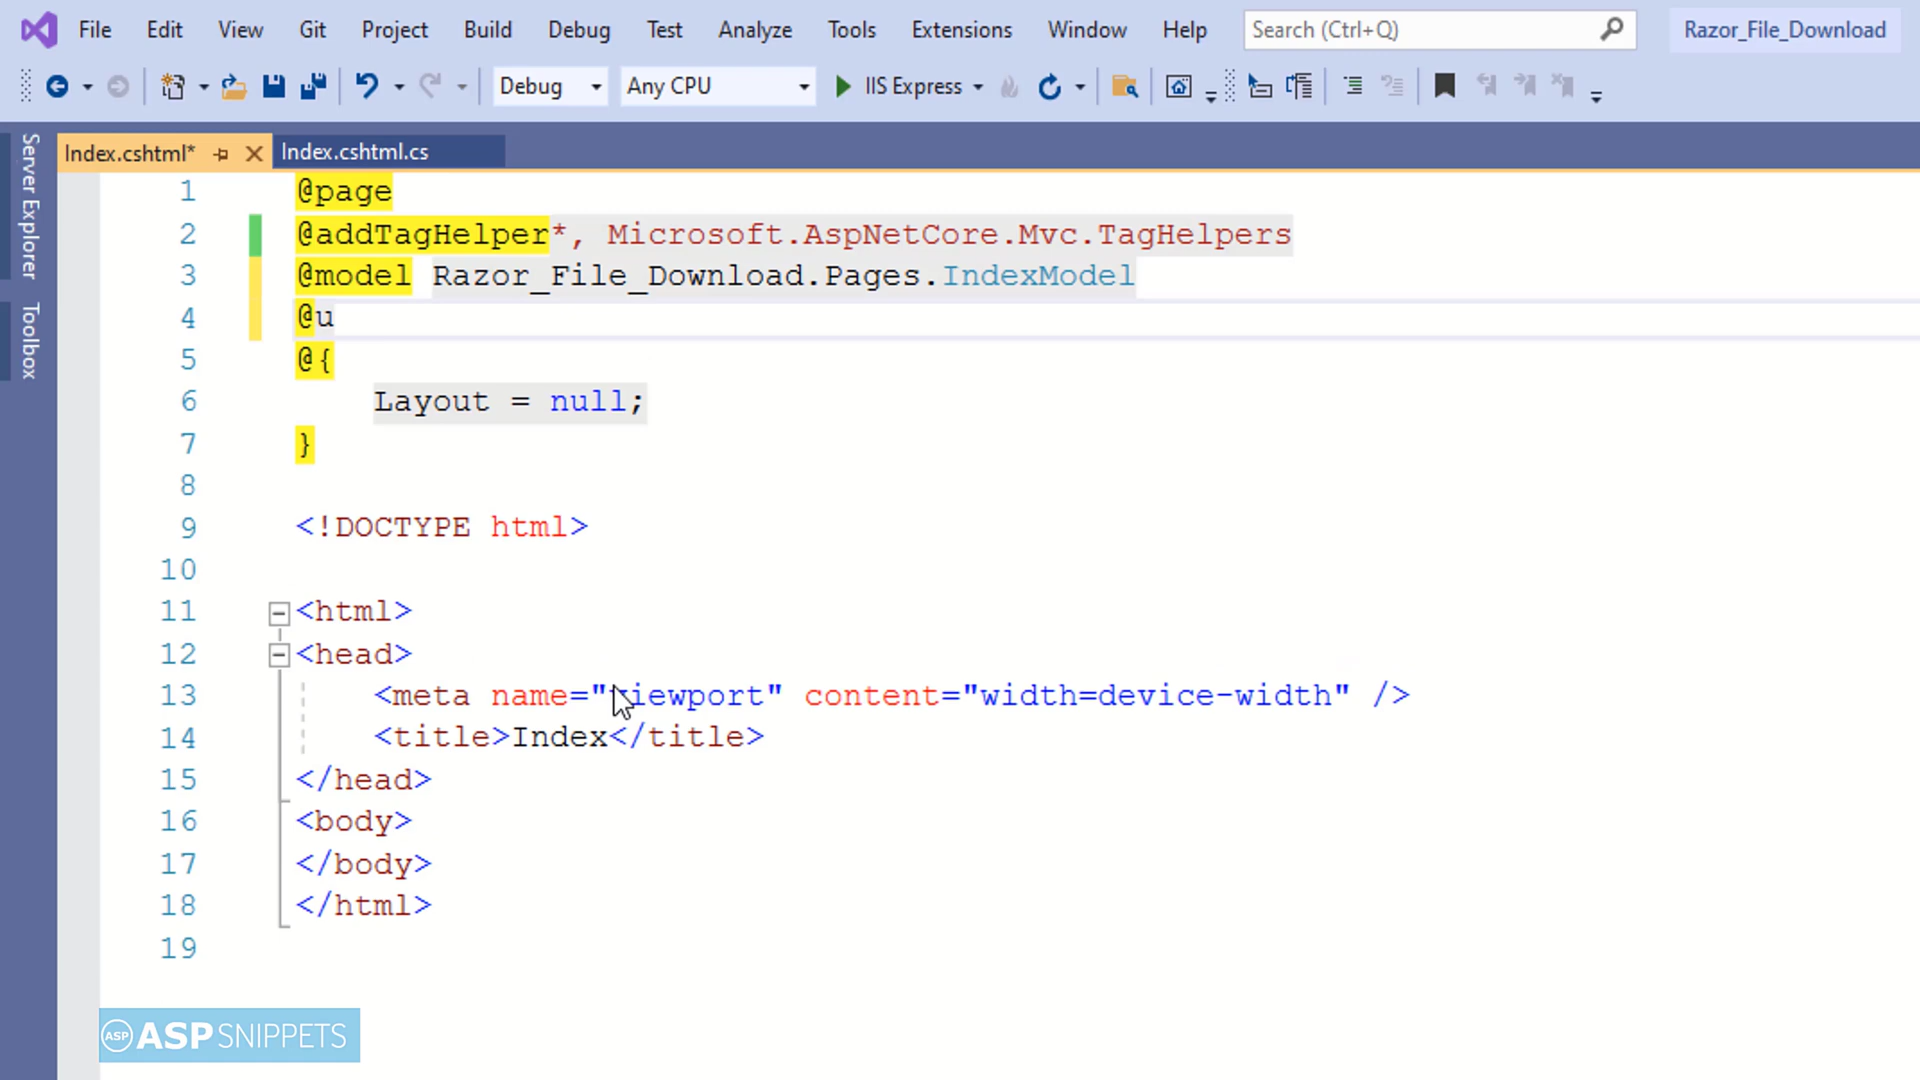 File Edit View Git Project Build Debug Test Analyze Tools Extensions Window Help Search (Ctrl+Q) Razor_File_Download
Debug Any CPU IIS Express
Server Explorer
Toolbox
Index.cshtml* Index.cshtml.cs
1 @page
2 @addTagHelper*, Microsoft.AspNetCore.Mvc.TagHelpers
3 @model Razor_File_Download.Pages.IndexModel
4 @u
5 @{
6 Layout = null;
7 }
8
9 <!DOCTYPE html>
10
11 <html>
12 <head>
13 <meta name="viewport" content="width=device-width" />
14 <title>Index</title>
15 </head>
16 <body>
17 </body>
18 </html>
19
ASP ASPSNIPPETS